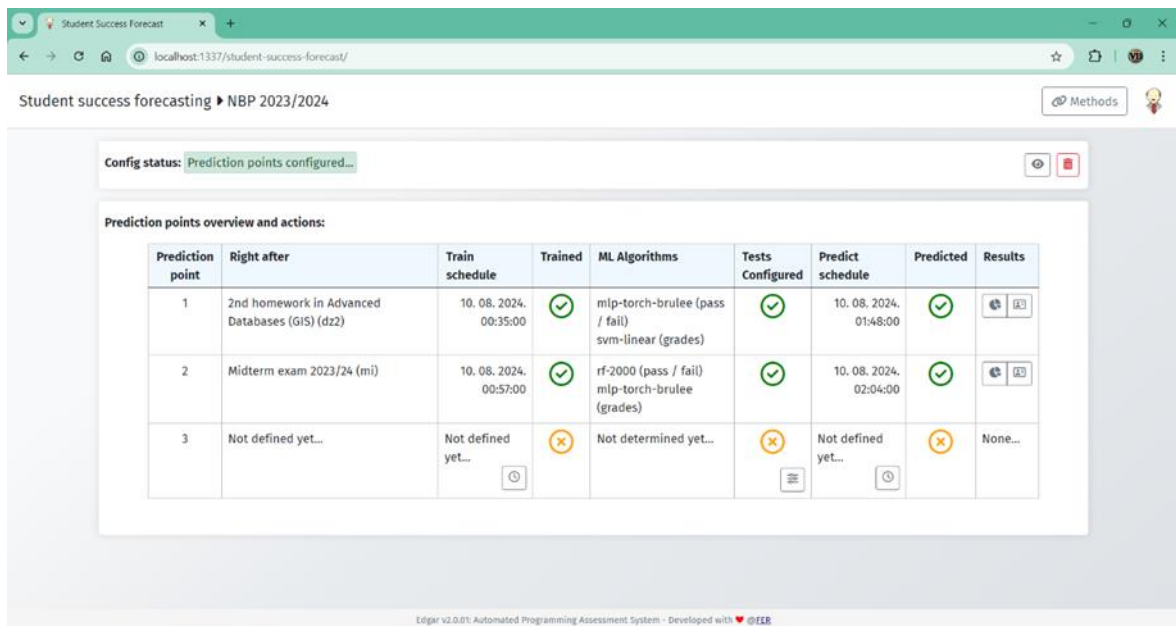 Student Success Forecast
localhost:1337/student-success-forecast/
VD
Student success forecasting ▸ NBP 2023/2024
Methods
Config status: Prediction points configured...
Prediction points overview and actions:
Prediction point
Right after
Train schedule
Trained
ML Algorithms
Tests Configured
Predict schedule
Predicted
Results
1
2nd homework in Advanced
Databases (GIS) (dz2)
10. 08. 2024.
00:35:00
mlp-torch-brulee (pass
/ fail)
svm-linear (grades)
10. 08. 2024.
01:48:00
2
Midterm exam 2023/24 (mi)
10. 08. 2024.
00:57:00
rf-2000 (pass / fail)
mlp-torch-brulee
(grades)
10. 08. 2024.
02:04:00
3
Not defined yet...
Not defined
yet...
Not determined yet...
Not defined
yet...
None...
Edgar v2.0.01: Automated Programming Assessment System - Developed with ♥ @FER